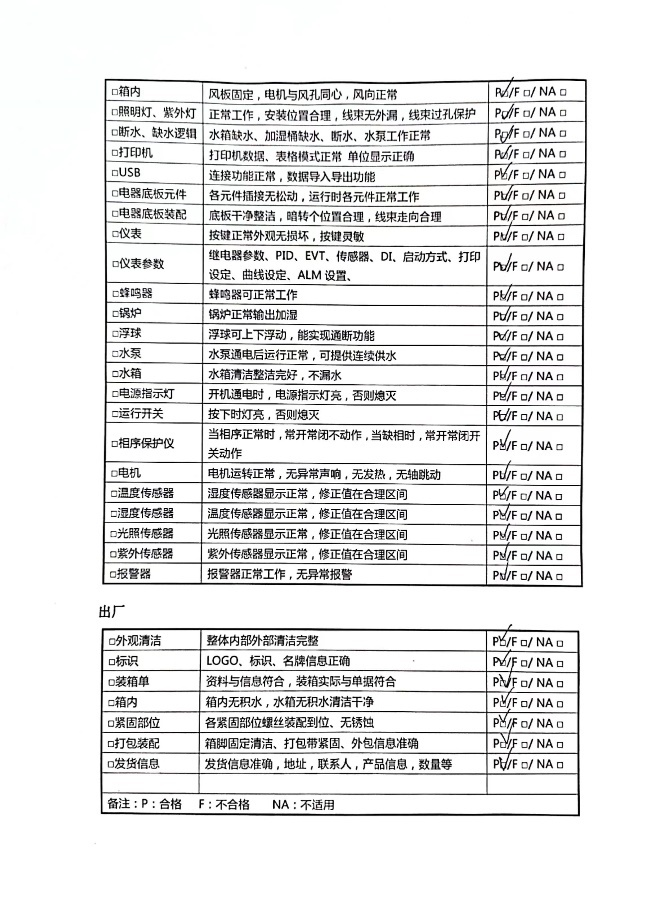 □箱内 风板固定，电机与风孔同心，风向正常 P☑/F □/ NA □
□照明灯、紫外灯 正常工作，安装位置合理，线束无外漏，线束过孔保护 P☑/F □/ NA □
□断水、缺水逻辑 水箱缺水、加湿桶缺水、断水、水泵工作正常 P☑/F □/ NA □
□打印机 打印机数据、表格模式正常 单位显示正确 P☑/F □/ NA □
□USB 连接功能正常，数据导入导出功能 P☑/F □/ NA □
□电器底板元件 各元件插接无松动，运行时各元件正常工作 P☑/F □/ NA □
□电器底板装配 底板干净整洁，暗转个位置合理，线束走向合理 P☑/F □/ NA □
□仪表 按键正常外观无损坏，按键灵敏 P☑/F □/ NA □
□仪表参数 继电器参数、PID、EVT、传感器、DI、启动方式、打印
设定、曲线设定、ALM 设置、 P☑/F □/ NA □
□蜂鸣器 蜂鸣器可正常工作 P☑/F □/ NA □
□锅炉 锅炉正常输出加湿 P☑/F □/ NA □
□浮球 浮球可上下浮动，能实现通断功能 P☑/F □/ NA □
□水泵 水泵通电后运行正常，可提供连续供水 P☑/F □/ NA □
□水箱 水箱清洁整洁完好，不漏水 P☑/F □/ NA □
□电源指示灯 开机通电时，电源指示灯亮，否则熄灭 P☑/F □/ NA □
□运行开关 按下时灯亮，否则熄灭 P☑/F □/ NA □
□相序保护仪 当相序正常时，常开常闭不动作，当缺相时，常开常闭开
关动作 P☑/F □/ NA □
□电机 电机运转正常，无异常声响，无发热，无轴跳动 P☑/F □/ NA □
□温度传感器 湿度传感器显示正常，修正值在合理区间 P☑/F □/ NA □
□湿度传感器 温度传感器显示正常，修正值在合理区间 P☑/F □/ NA □
□光照传感器 光照传感器显示正常，修正值在合理区间 P☑/F □/ NA □
□紫外传感器 紫外传感器显示正常，修正值在合理区间 P☑/F □/ NA □
□报警器 报警器正常工作，无异常报警 P☑/F □/ NA □
出厂
□外观清洁 整体内部外部清洁完整 P☑/F □/ NA □
□标识 LOGO、标识、名牌信息正确 P☑/F □/ NA □
□装箱单 资料与信息符合，装箱实际与单据符合 P☑/F □/ NA □
□箱内 箱内无积水，水箱无积水清洁干净 P☑/F □/ NA □
□紧固部位 各紧固部位螺丝装配到位、无锈蚀 P☑/F □/ NA □
□打包装配 箱脚固定清洁、打包带紧固、外包信息准确 P☑/F □/ NA □
□发货信息 发货信息准确，地址，联系人，产品信息，数量等 P☑/F □/ NA □
备注：P：合格 F：不合格 NA：不适用